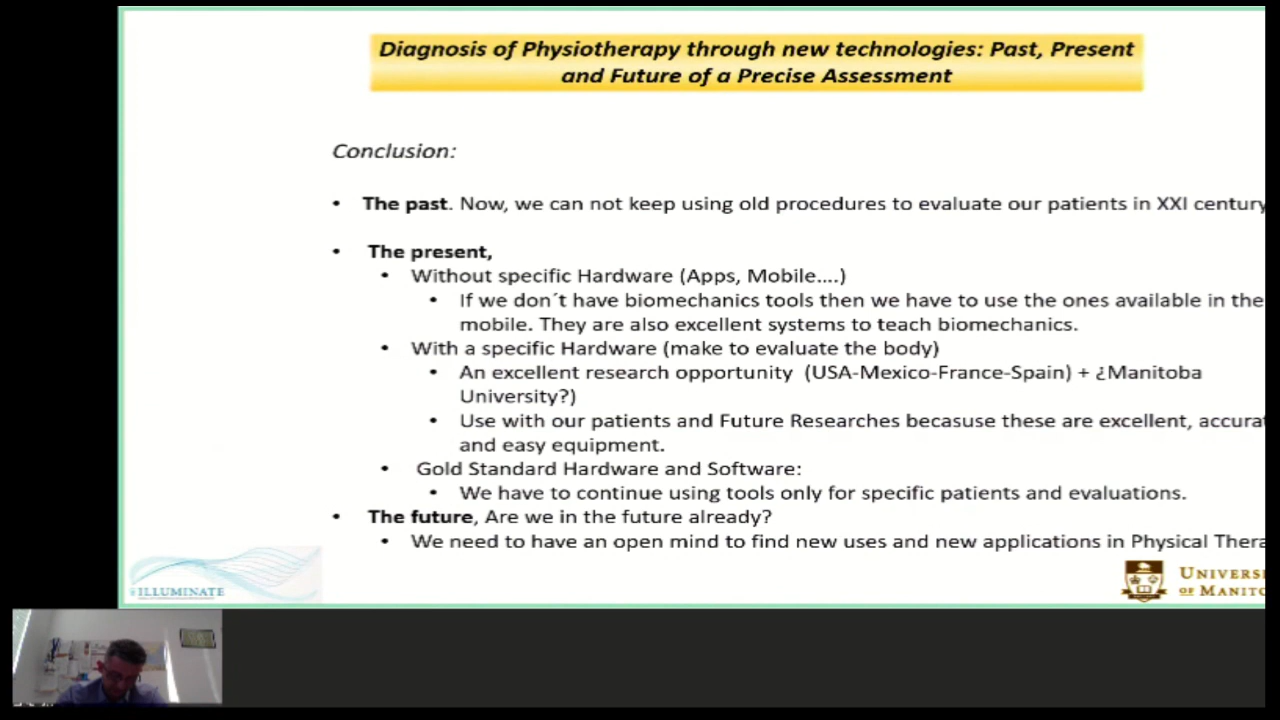 Diagnosis of Physiotherapy through new technologies: Past, Present
and Future of a Precise Assessment
Conclusion:
• The past. Now, we can not keep using old procedures to evaluate our patients in XXI century
• The present,
• Without specific Hardware (Apps, Mobile....)
• If we don´t have biomechanics tools then we have to use the ones available in the
mobile. They are also excellent systems to teach biomechanics.
• With a specific Hardware (make to evaluate the body)
• An excellent research opportunity (USA-Mexico-France-Spain) + ¿Manitoba
University?)
• Use with our patients and Future Researches becasuse these are excellent, accurat
and easy equipment.
• Gold Standard Hardware and Software:
• We have to continue using tools only for specific patients and evaluations.
• The future, Are we in the future already?
• We need to have an open mind to find new uses and new applications in Physical Thera
ILLUMINATE
UNIVERSI
OF MANITO